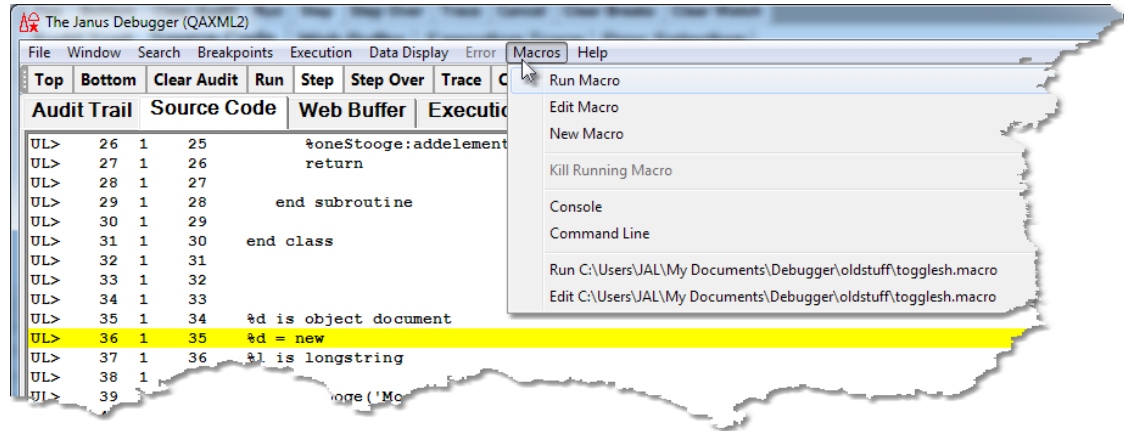 The Janus Debugger (QAXML2)
File Window Search Breakpoints Execution Data Display Error Macros Help
Top Bottom Clear Audit Run Step Step Over Trace
Audit Trail Source Code Web Buffer
UL> 26 1 25 %oneStooge:addelement
UL> 27 1 26 return
UL> 28 1 27
UL> 29 1 28 end subroutine
UL> 30 1 29
UL> 31 1 30 end class
UL> 32 1 31
UL> 33 1 32
UL> 34 1 33
UL> 35 1 34 %d is object document
UL> 36 1 35 %d = new
UL> 37 1 36 %l is longstring
UL> 38 1
UL> 39
Run Macro
Edit Macro
New Macro
Kill Running Macro
Console
Command Line
Run C:\Users\JAL\My Documents\Debugger\oldstuff\togglesh.macro
Edit C:\Users\JAL\My Documents\Debugger\oldstuff\togglesh.macro